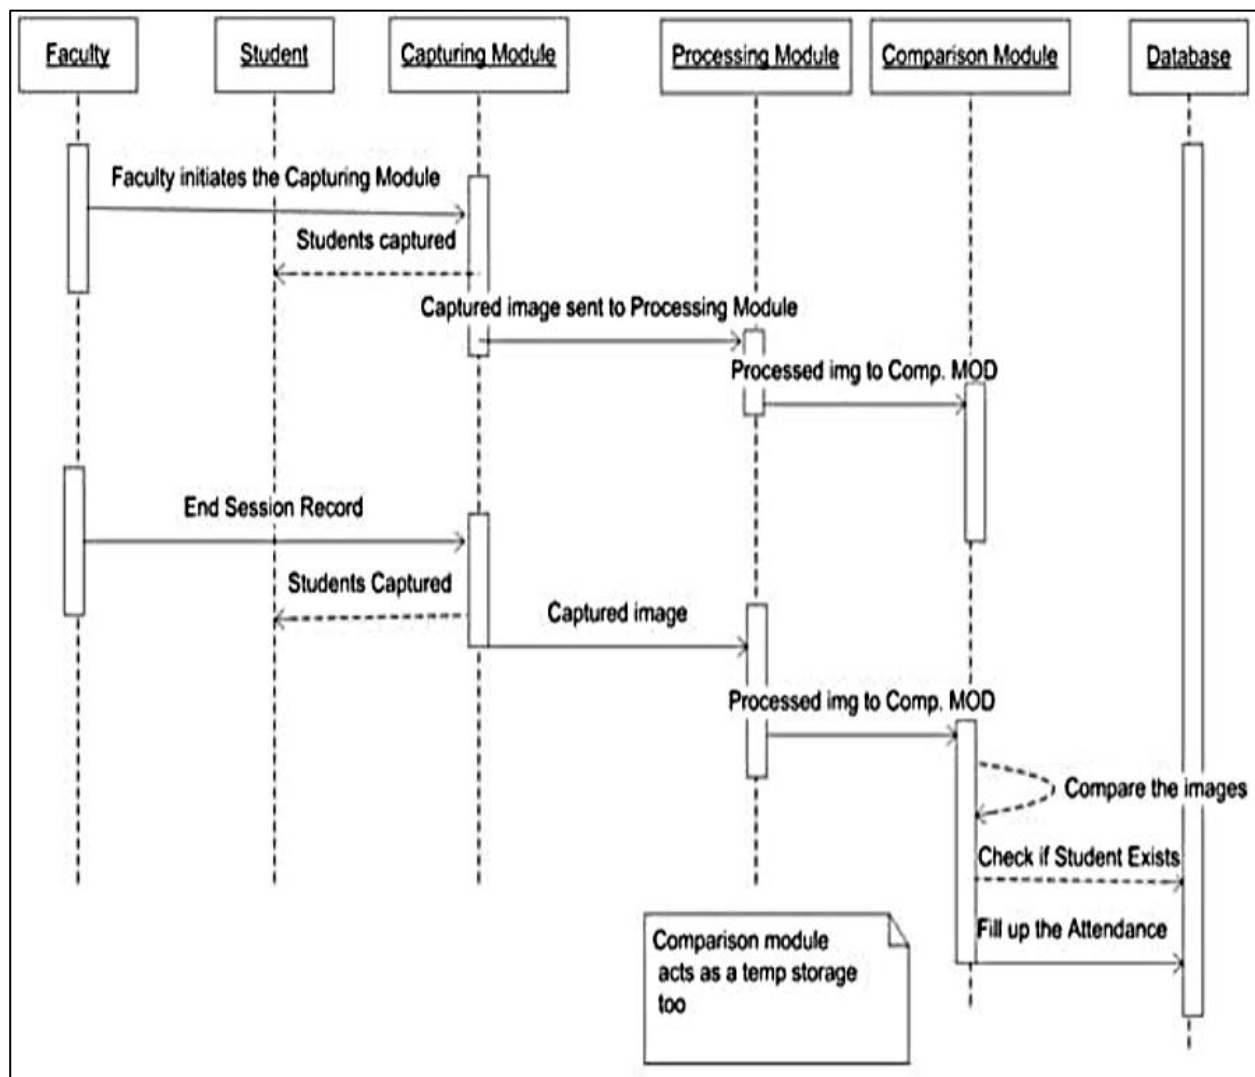 Faculty
Student
Capturing Module
Processing Module
Comparison Module
Database
Faculty initiates the Capturing Module
Students captured
Captured image sent to Processing Module
Processed img to Comp. MOD
End Session Record
Students Captured
Captured image
Processed img to Comp. MOD
Compare the images
Check if Student Exists
Fill up the Attendance
Comparison module
acts as a temp storage
too